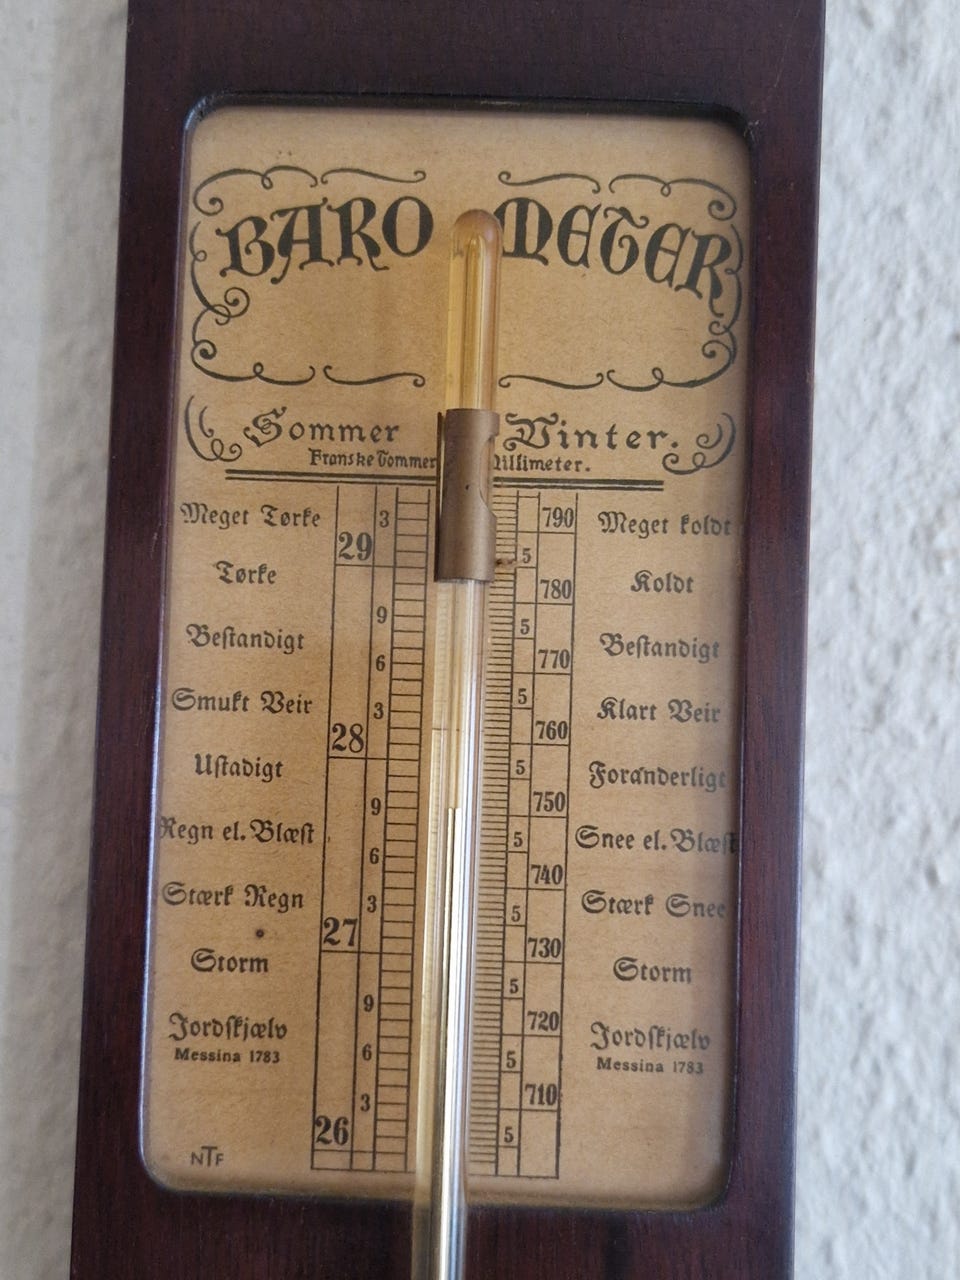 BAROMETER
Sommer Vinter.
Franske Tommer Millimeter.
Meget Tørke 3 790 Meget koldt
29 5
Tørke 780 Koldt
9 5
Bestandigt 6 770 Bestandigt
Smukt Veir 3 5 Klart Veir
28 760
Ustadigt 5 Foranderligt
9 750
Regn el. Blæst 6 5 Snee el. Blæst
740
Stærk Regn 3 5 Stærk Snee
27 730
Storm 5 Storm
9 720
Jordskjælv Jordskjælv
Messina 1783 6 5 Messina 1783
3 710
26 5
NTF